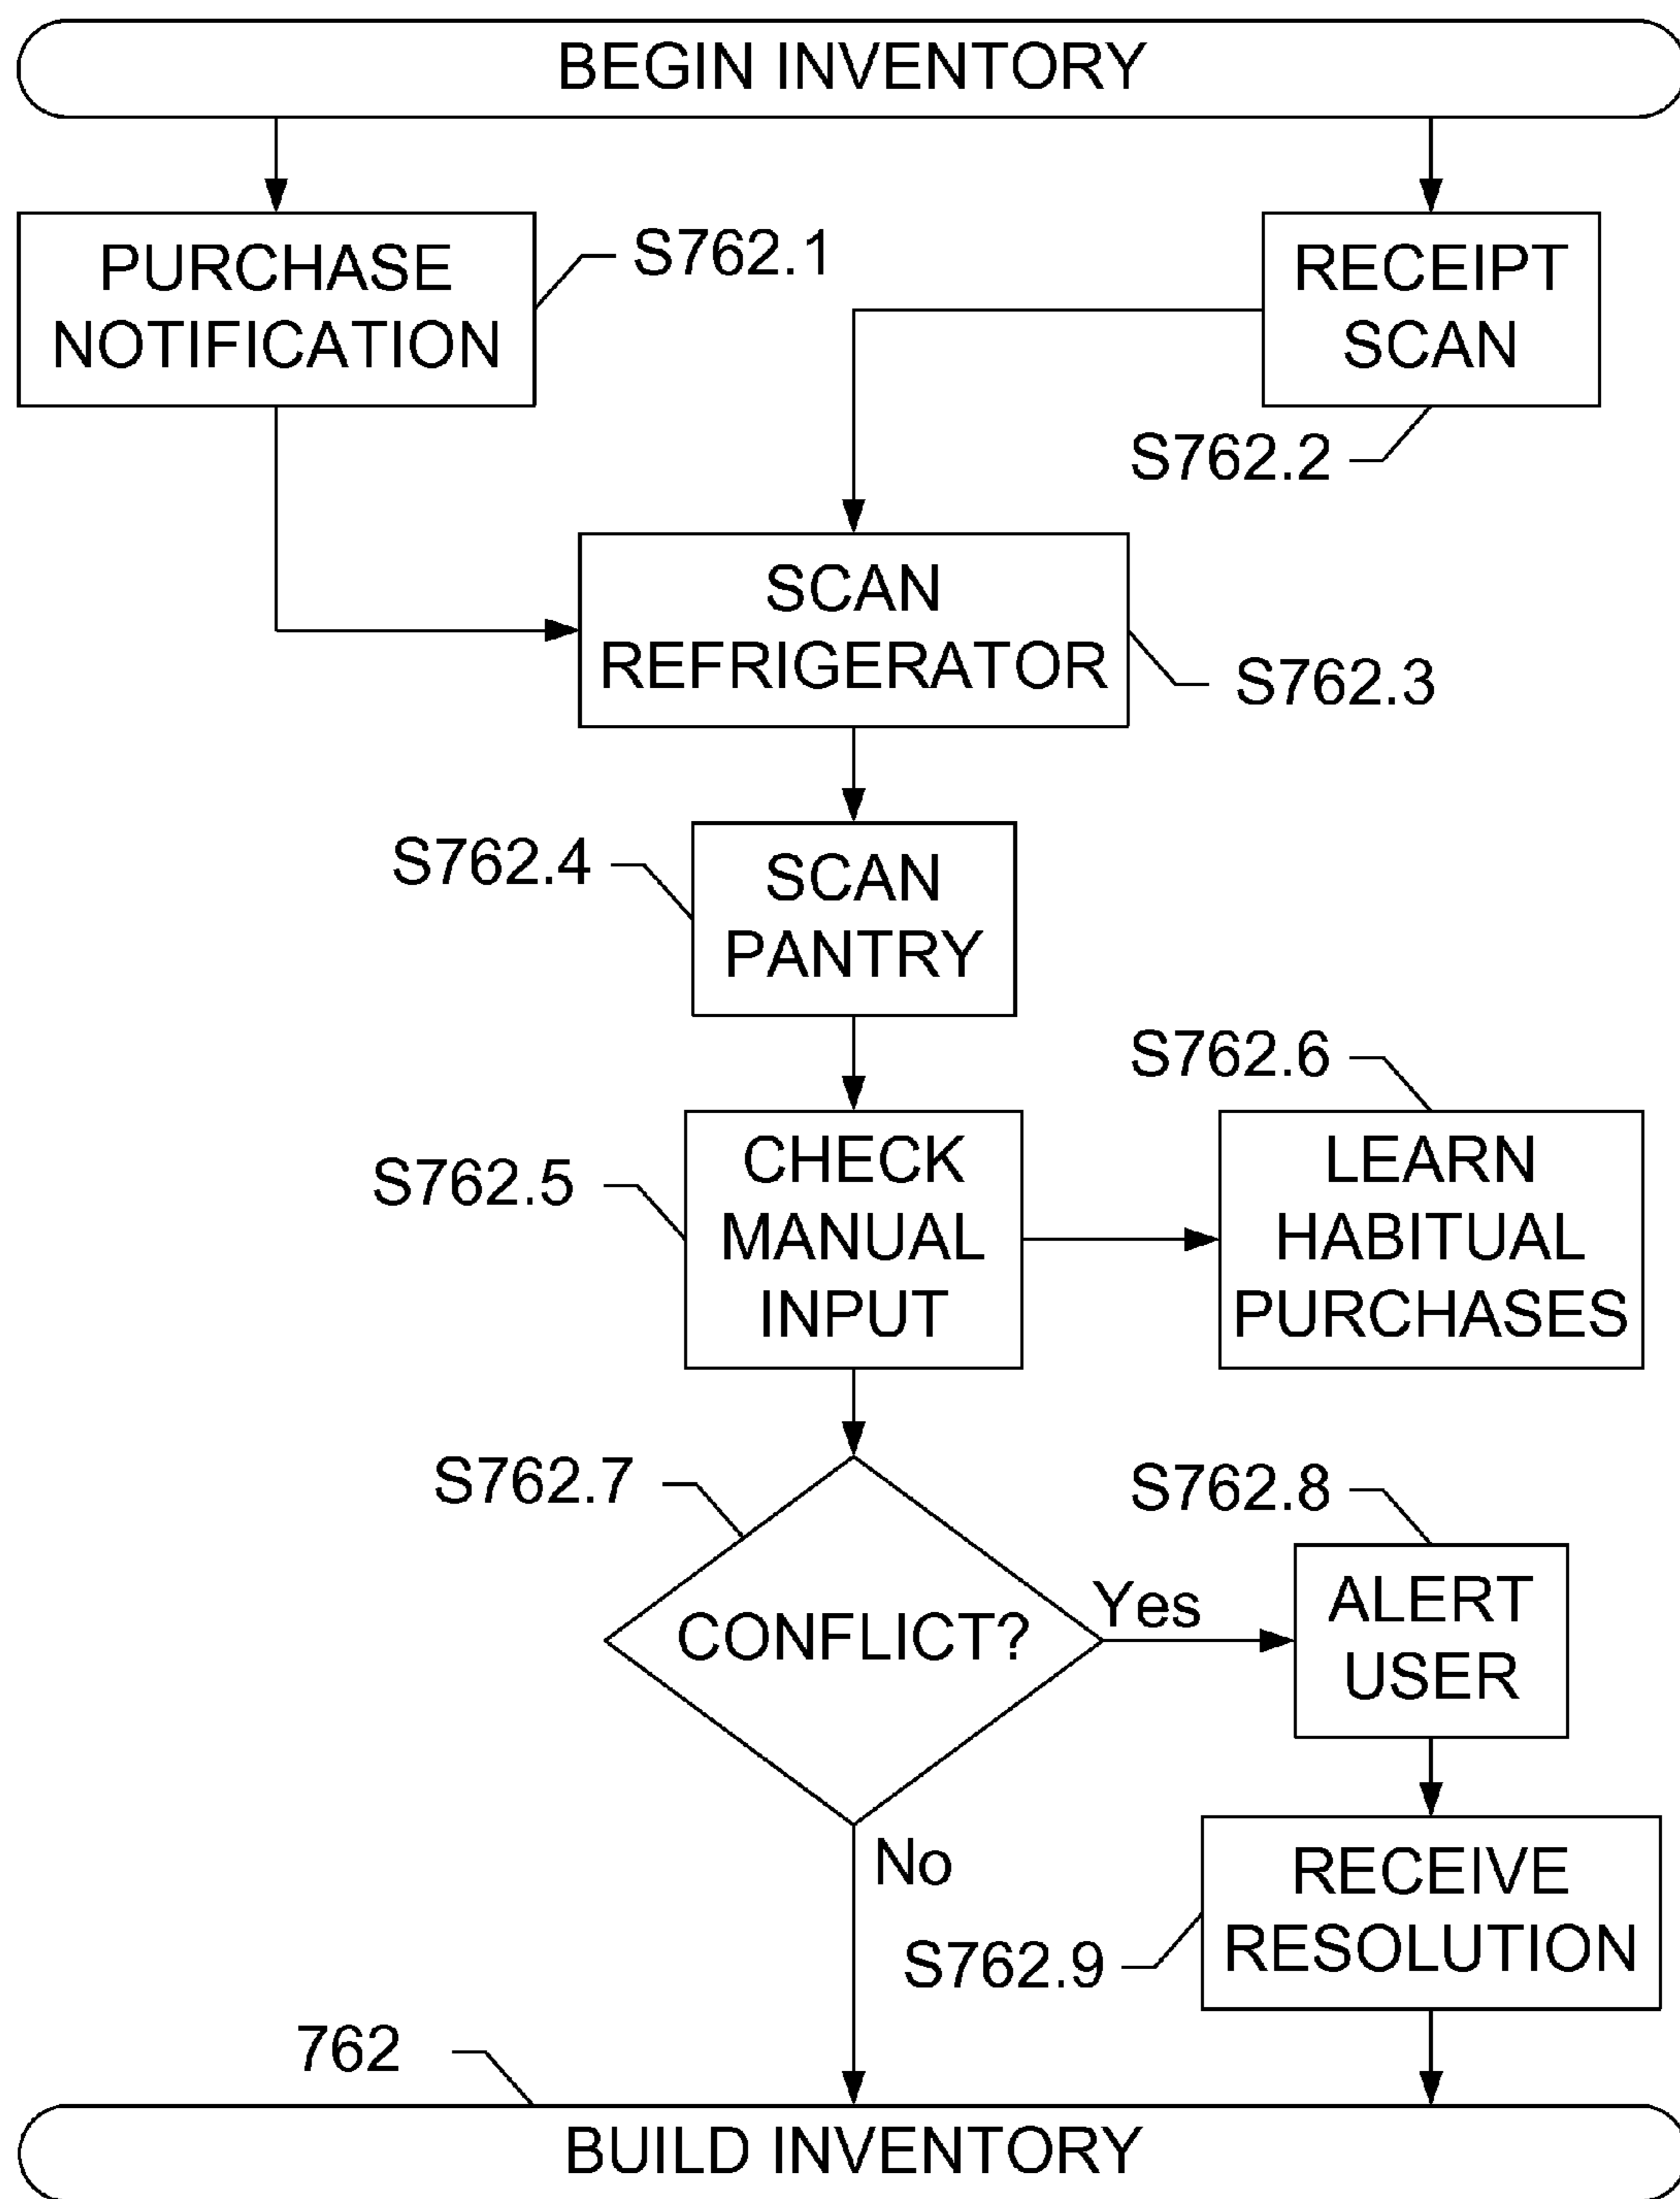 BEGIN INVENTORY
PURCHASE
NOTIFICATION
S762.1
RECEIPT
SCAN
S762.2
SCAN
REFRIGERATOR
S762.3
S762.4
SCAN
PANTRY
S762.5
CHECK
MANUAL
INPUT
S762.6
LEARN
HABITUAL
PURCHASES
S762.7
CONFLICT?
Yes
S762.8
ALERT
USER
No
RECEIVE
RESOLUTION
S762.9
762
BUILD INVENTORY